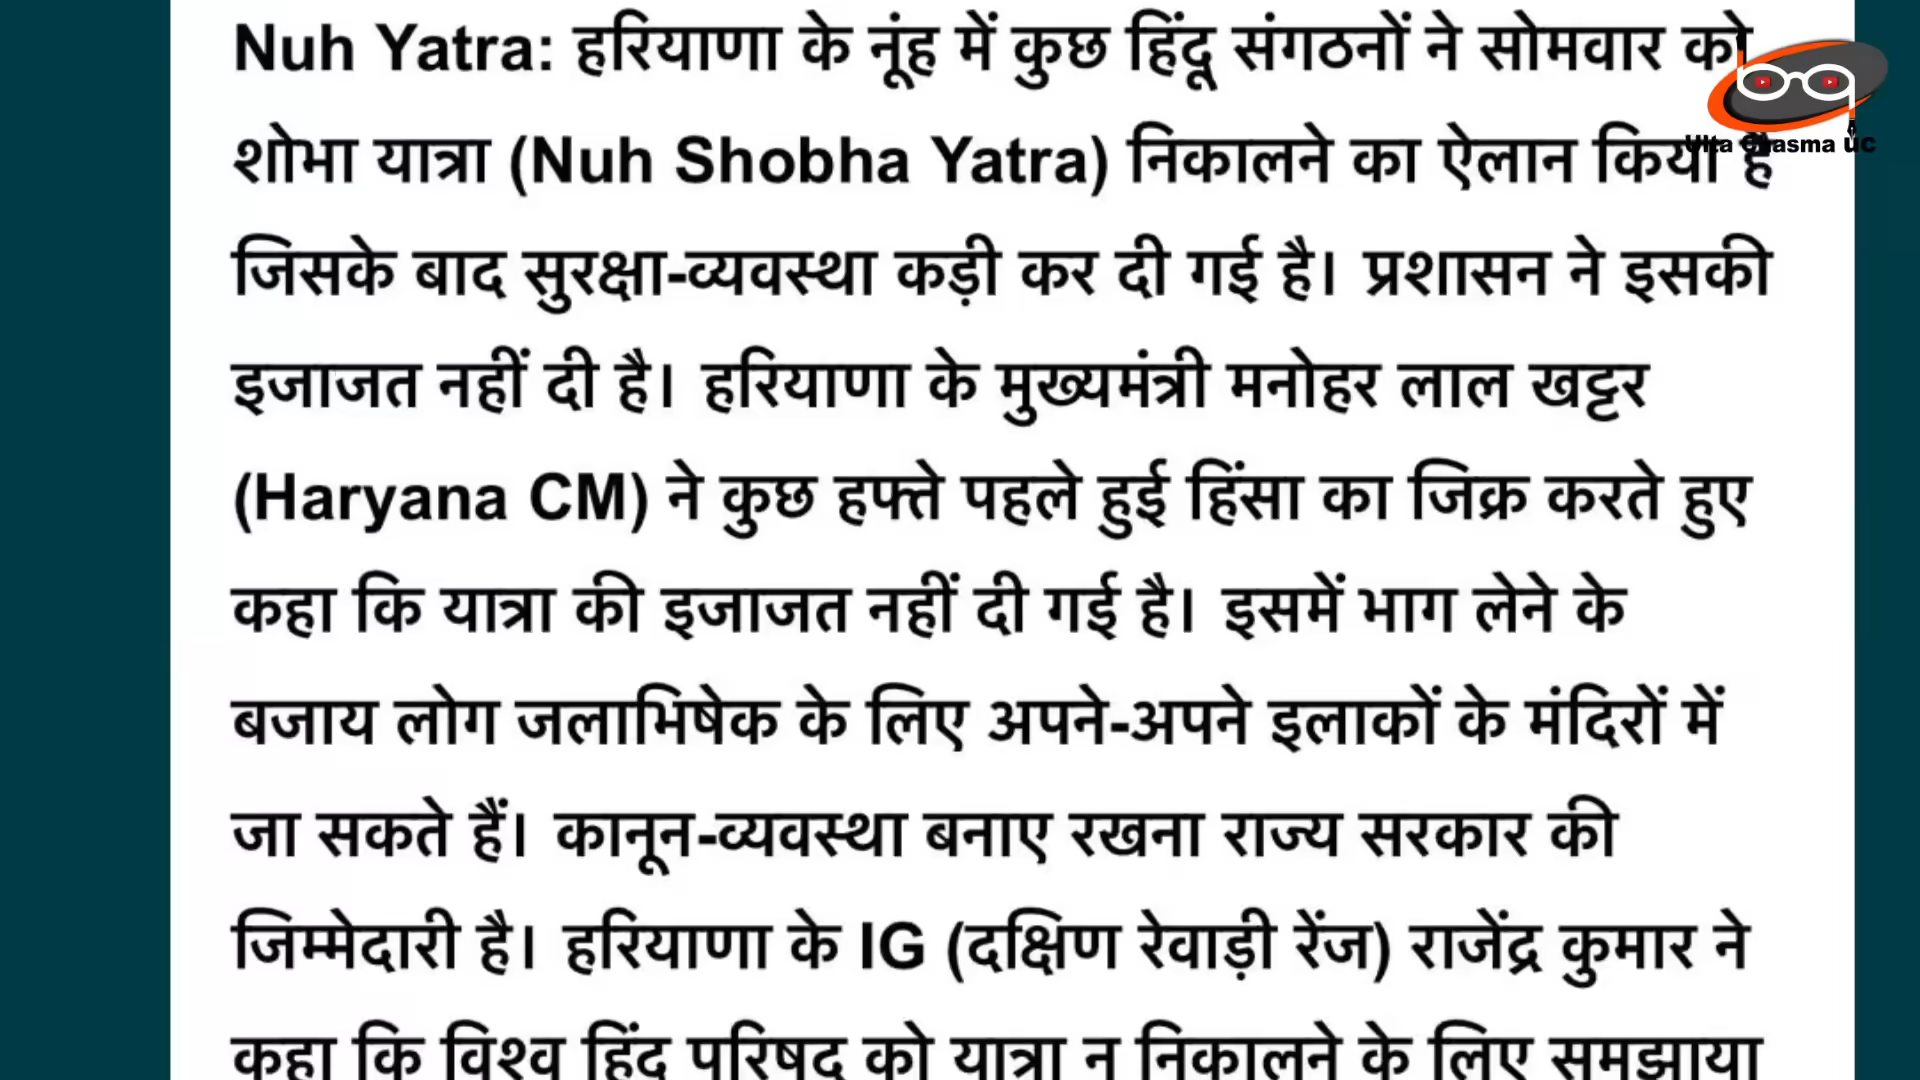 Nuh Yatra: हरियाणा के नूंह में कुछ हिंदू संगठनों ने सोमवार को
शोभा यात्रा (Nuh Shobha Yatra) निकालने का ऐलान किया है
जिसके बाद सुरक्षा-व्यवस्था कड़ी कर दी गई है। प्रशासन ने इसकी
इजाजत नहीं दी है। हरियाणा के मुख्यमंत्री मनोहर लाल खट्टर
(Haryana CM) ने कुछ हफ्ते पहले हुई हिंसा का जिक्र करते हुए
कहा कि यात्रा की इजाजत नहीं दी गई है। इसमें भाग लेने के
बजाय लोग जलाभिषेक के लिए अपने-अपने इलाकों के मंदिरों में
जा सकते हैं। कानून-व्यवस्था बनाए रखना राज्य सरकार की
जिम्मेदारी है। हरियाणा के IG (दक्षिण रेवाड़ी रेंज) राजेंद्र कुमार ने
कहा कि विश्व हिंदू परिषद को यात्रा न निकालने के लिए समझाया
Ulta Chasma uc